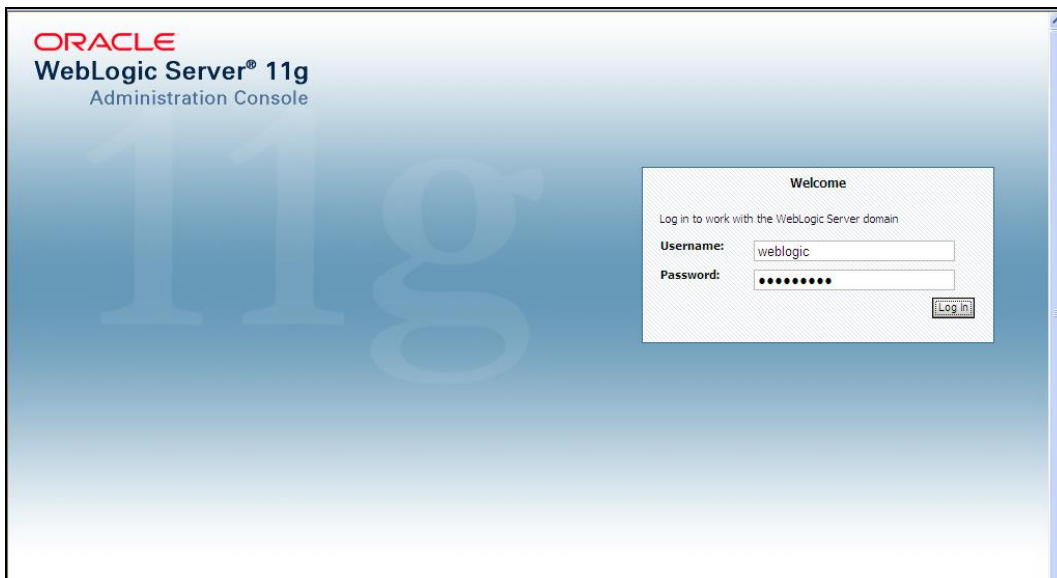 ORACLE
WebLogic Server® 11g
Administration Console
11g
Welcome
Log in to work with the WebLogic Server domain
Username: weblogic
Password: •••••••••
Log In